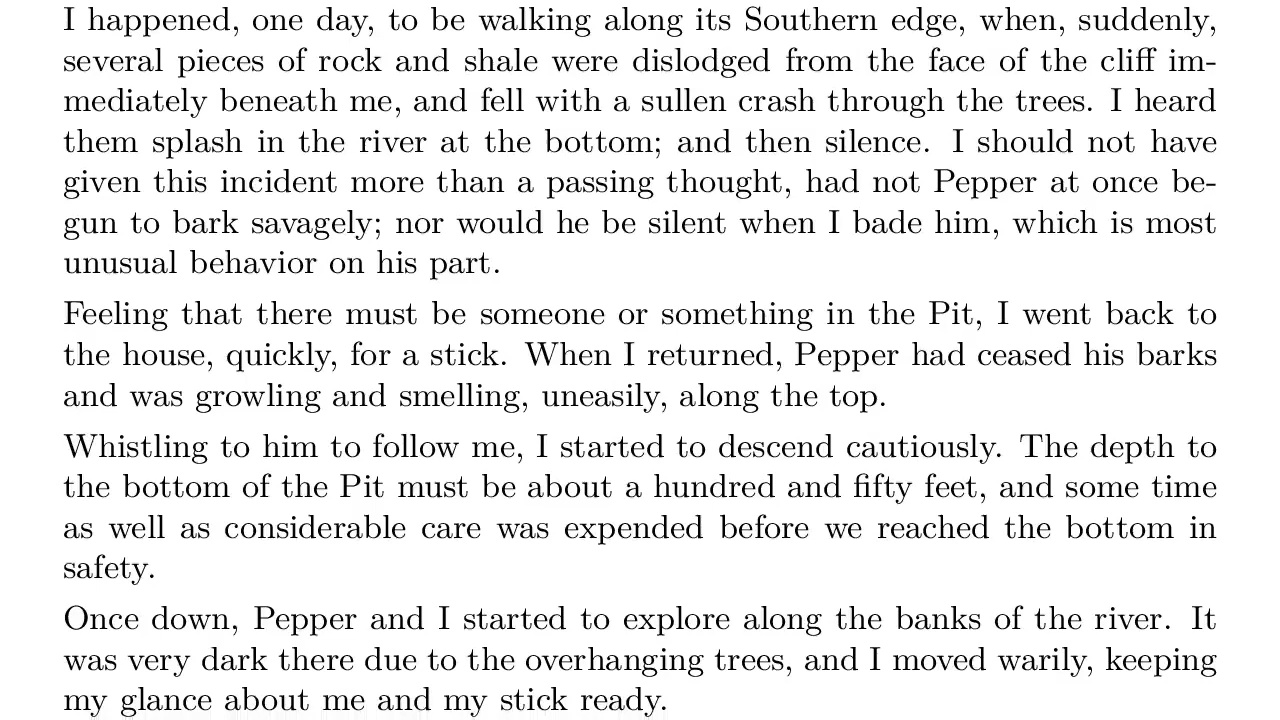 I happened, one day, to be walking along its Southern edge, when, suddenly,
several pieces of rock and shale were dislodged from the face of the cliff im-
mediately beneath me, and fell with a sullen crash through the trees. I heard
them splash in the river at the bottom; and then silence. I should not have
given this incident more than a passing thought, had not Pepper at once be-
gun to bark savagely; nor would he be silent when I bade him, which is most
unusual behavior on his part.
Feeling that there must be someone or something in the Pit, I went back to
the house, quickly, for a stick. When I returned, Pepper had ceased his barks
and was growling and smelling, uneasily, along the top.
Whistling to him to follow me, I started to descend cautiously. The depth to
the bottom of the Pit must be about a hundred and fifty feet, and some time
as well as considerable care was expended before we reached the bottom in
safety.
Once down, Pepper and I started to explore along the banks of the river. It
was very dark there due to the overhanging trees, and I moved warily, keeping
my glance about me and my stick ready.